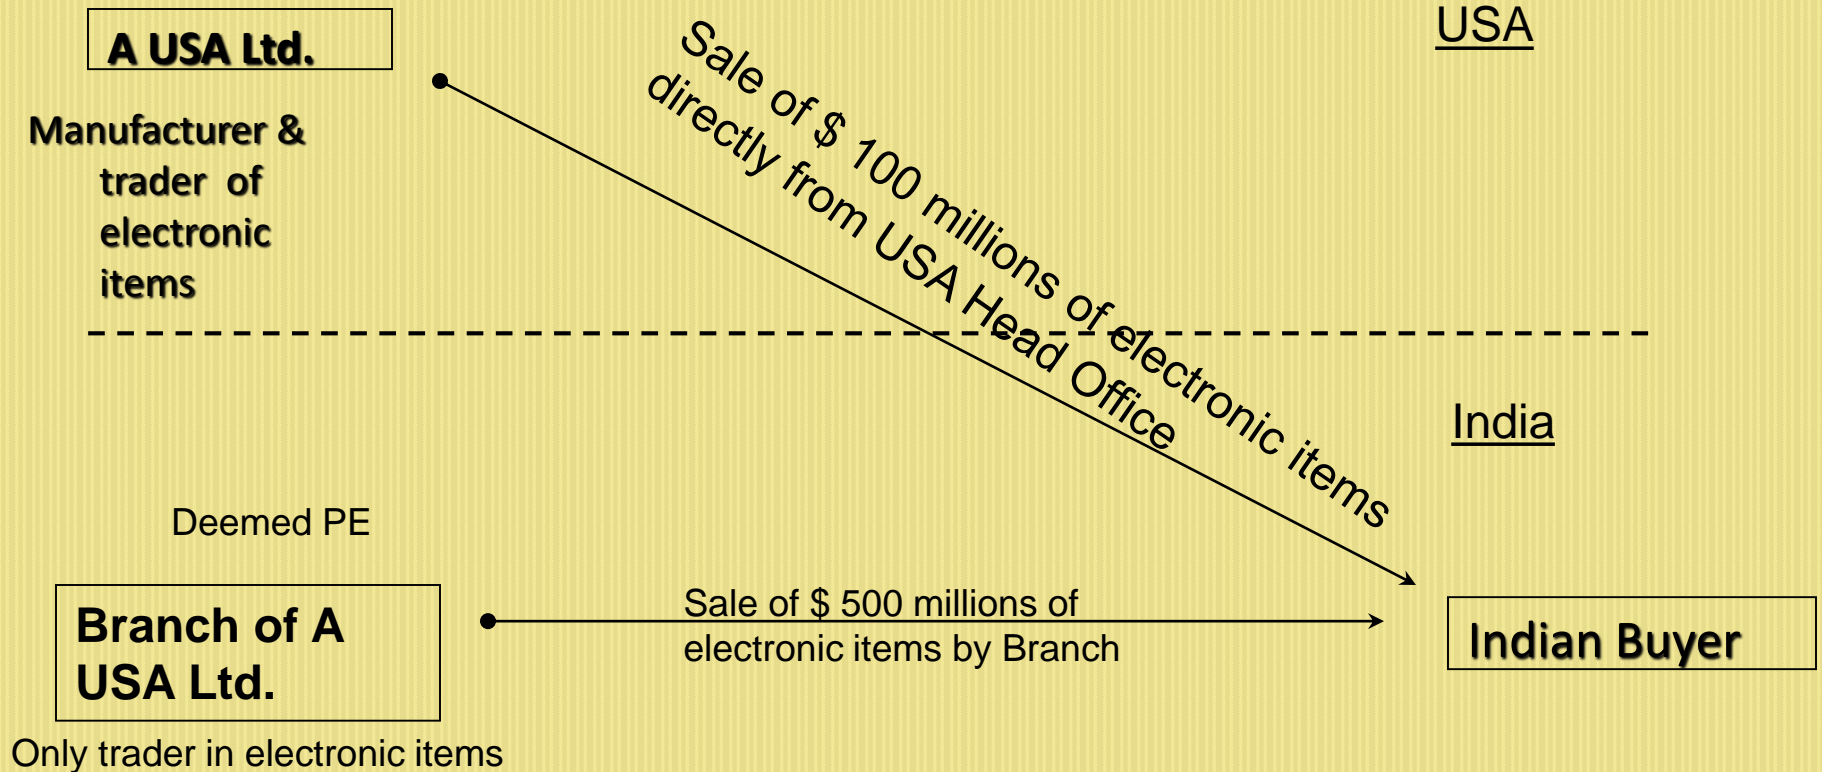 A USA Ltd.
USA
Manufacturer &
trader of
electronic
items
Sale of $ 100 millions of electronic items
directly from USA Head Office
India
Deemed PE
Branch of A
USA Ltd.
Sale of $ 500 millions of
electronic items by Branch
Indian Buyer
Only trader in electronic items